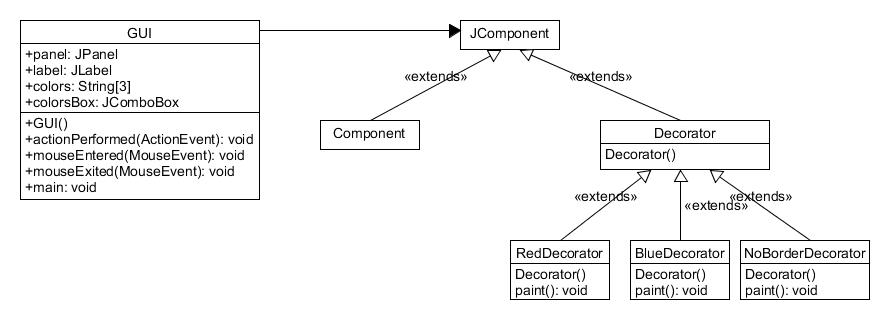 GUI
+panel: JPanel
+label: JLabel
+colors: String[3]
+colorsBox: JComboBox
+GUI()
+actionPerformed(ActionEvent): void
+mouseEntered(MouseEvent): void
+mouseExited(MouseEvent): void
+main: void
JComponent
«extends»
«extends»
Component
Decorator
Decorator()
«extends»
«extends»
«extends»
RedDecorator
Decorator()
paint(): void
BlueDecorator
Decorator()
paint(): void
NoBorderDecorator
Decorator()
paint(): void